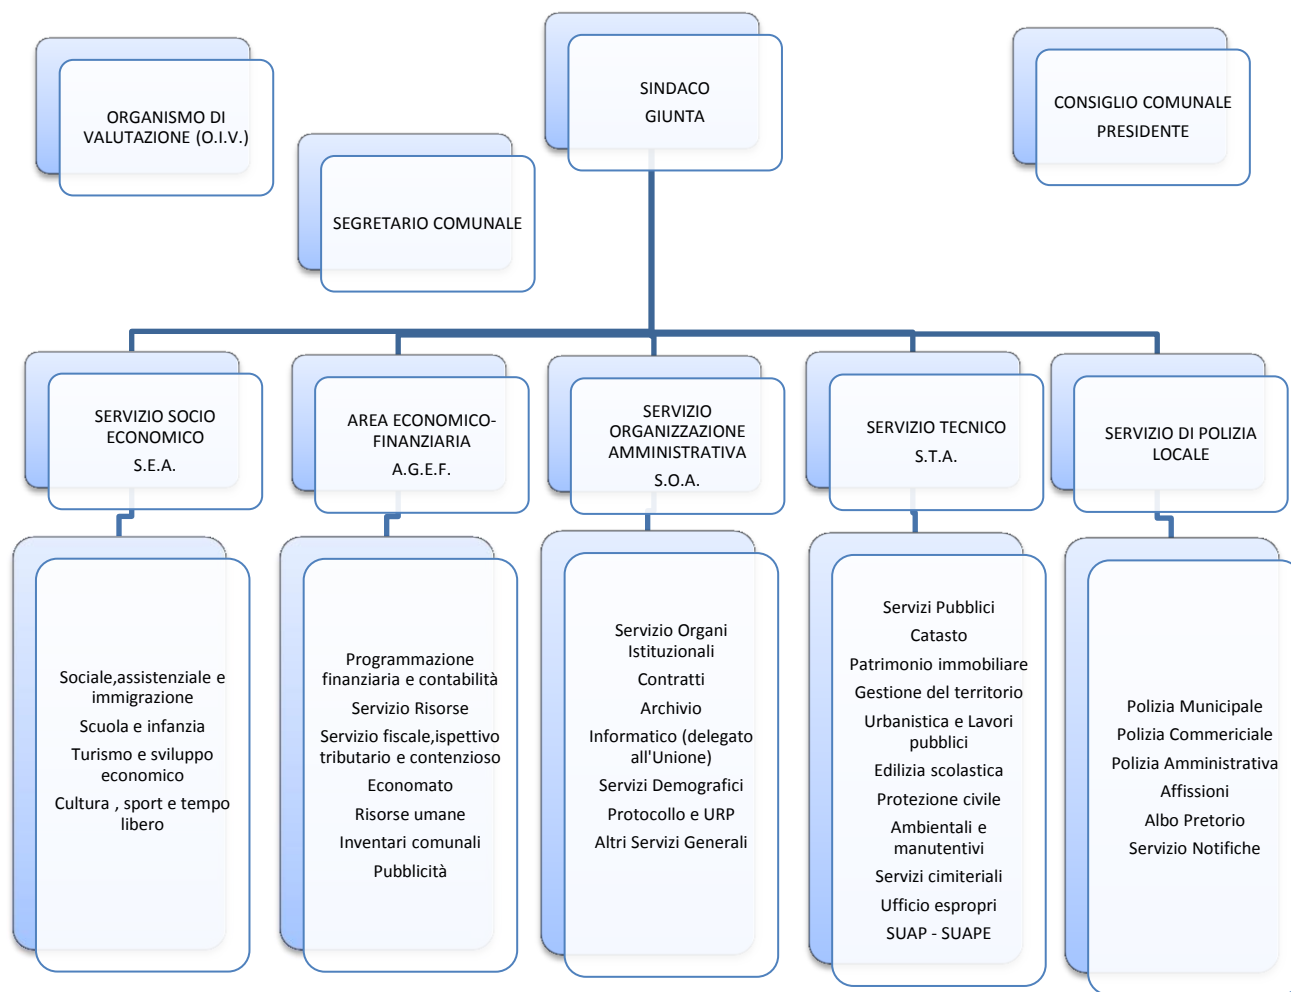 ORGANISMO DI
VALUTAZIONE (O.I.V.)
SINDACO
GIUNTA
CONSIGLIO COMUNALE
PRESIDENTE
SEGRETARIO COMUNALE
SERVIZIO SOCIO
ECONOMICO
S.E.A.
AREA ECONOMICO-
FINANZIARIA
A.G.E.F.
SERVIZIO
ORGANIZZAZIONE
AMMINISTRATIVA
S.O.A.
SERVIZIO TECNICO
S.T.A.
SERVIZIO DI POLIZIA
LOCALE
Sociale,assistenziale e
immigrazione
Scuola e infanzia
Turismo e sviluppo
economico
Cultura , sport e tempo
libero
Programmazione
finanziaria e contabilità
Servizio Risorse
Servizio fiscale,ispettivo
tributario e contenzioso
Economato
Risorse umane
Inventari comunali
Pubblicità
Servizio Organi
Istituzionali
Contratti
Archivio
Informatico (delegato
all'Unione)
Servizi Demografici
Protocollo e URP
Altri Servizi Generali
Servizi Pubblici
Catasto
Patrimonio immobiliare
Gestione del territorio
Urbanistica e Lavori
pubblici
Edilizia scolastica
Protezione civile
Ambientali e
manutentivi
Servizi cimiteriali
Ufficio espropri
SUAP - SUAPE
Polizia Municipale
Polizia Commericiale
Polizia Amministrativa
Affissioni
Albo Pretorio
Servizio Notifiche